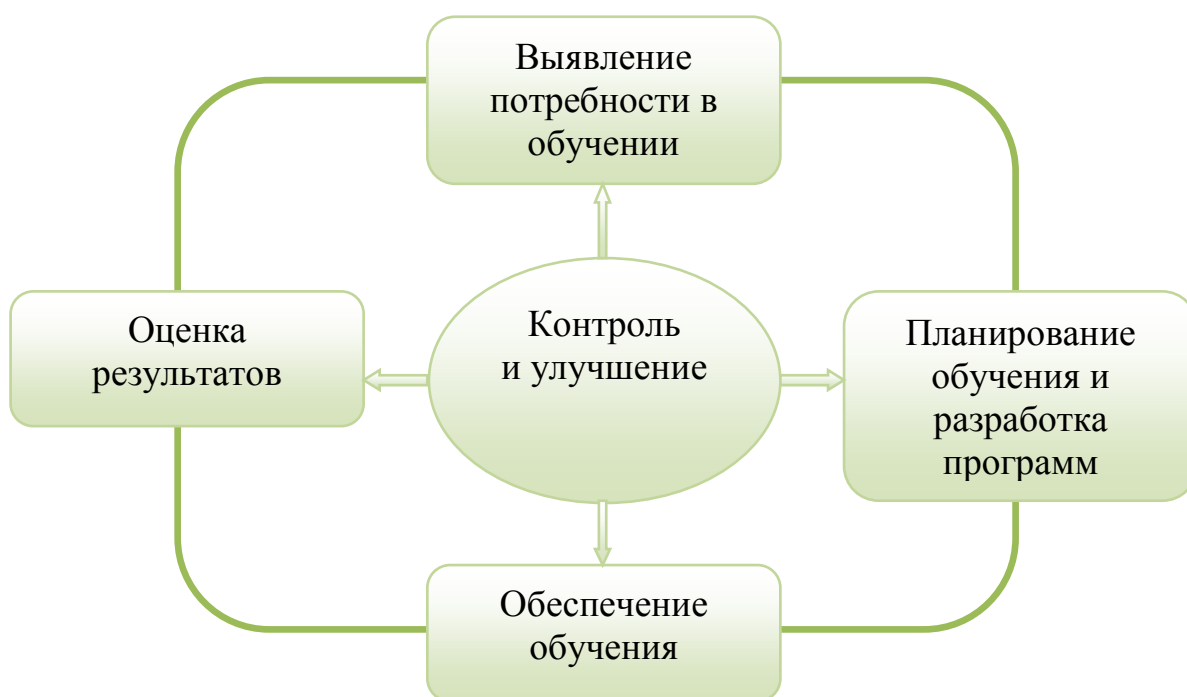 Выявление
потребности в
обучении
Оценка
результатов
Контроль
и улучшение
Планирование
обучения и
разработка
программ
Обеспечение
обучения